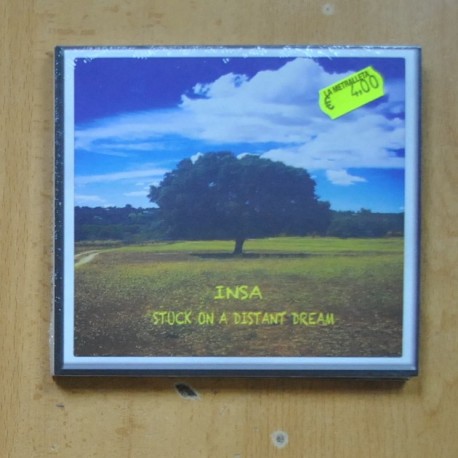 LA METRALLETA
€ 4,00
INSA
STUCK ON A DISTANT DREAM